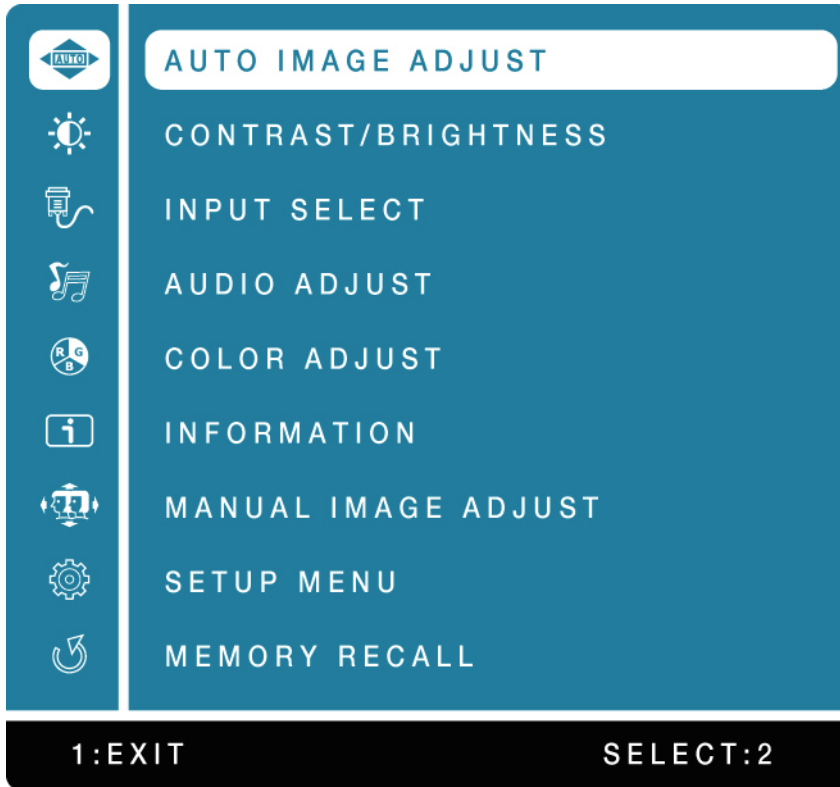 AUTO
AUTO IMAGE ADJUST
CONTRAST/BRIGHTNESS
INPUT SELECT
AUDIO ADJUST
R G
B
COLOR ADJUST
i
INFORMATION
MANUAL IMAGE ADJUST
SETUP MENU
MEMORY RECALL
1:EXIT SELECT:2